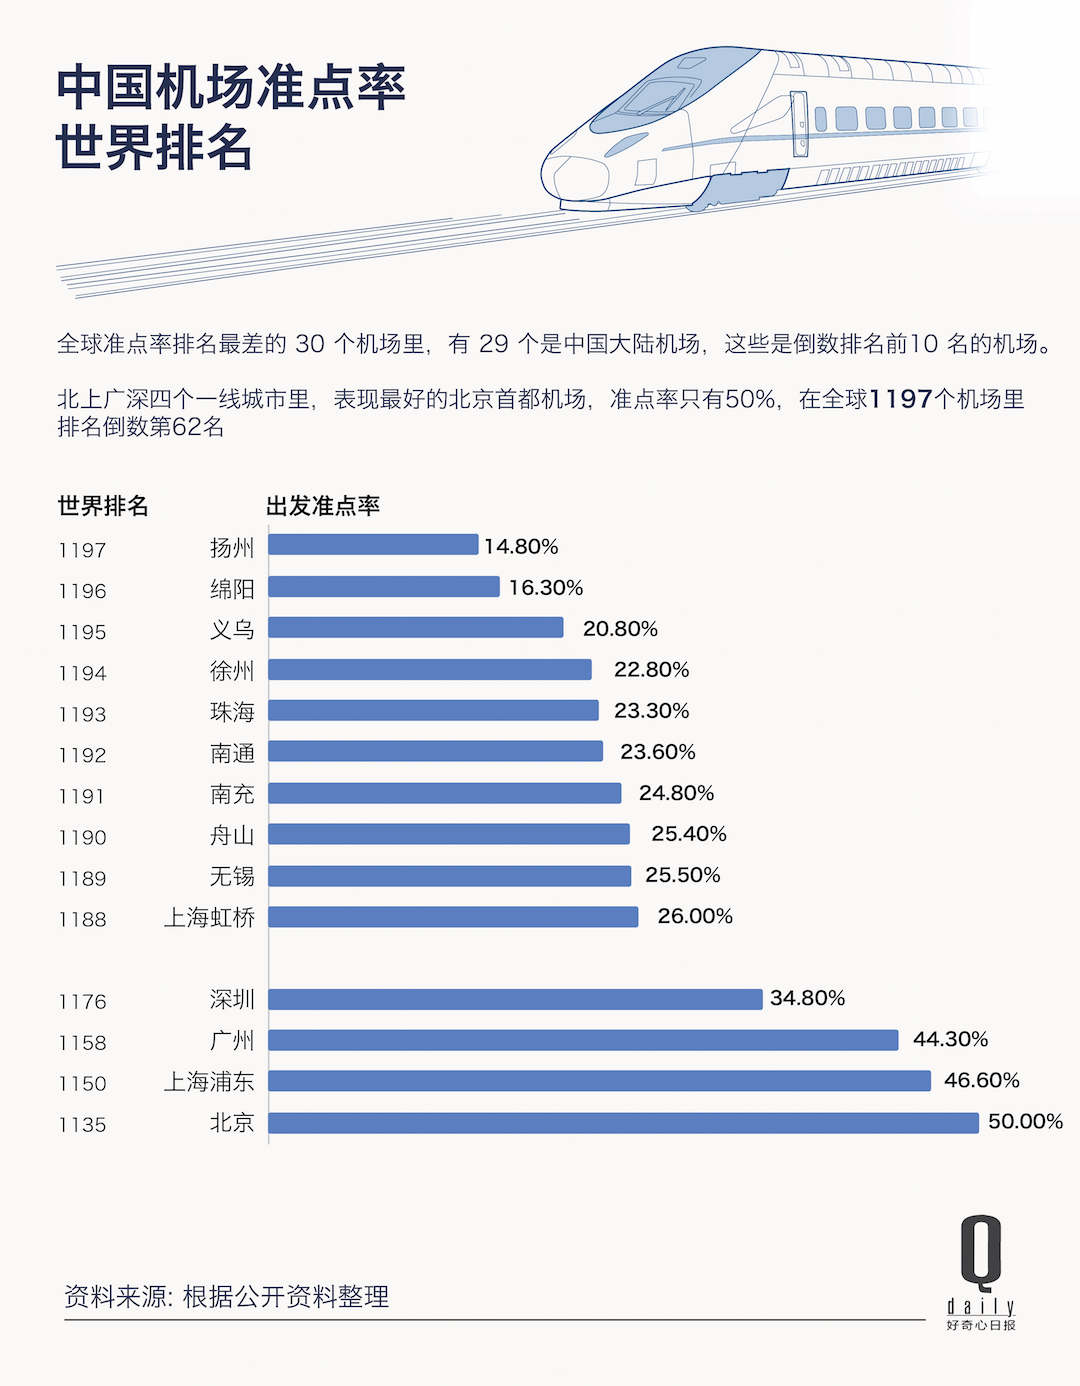 中国机场准点率
世界排名
全球准点率排名最差的 30 个机场里，有 29 个是中国大陆机场，这些是倒数排名前10 名的机场。
北上广深四个一线城市里，表现最好的北京首都机场，准点率只有50%，在全球1197个机场里
排名倒数第62名
世界排名 出发准点率
1197 扬州 14.80%
1196 绵阳 16.30%
1195 义乌 20.80%
1194 徐州 22.80%
1193 珠海 23.30%
1192 南通 23.60%
1191 南充 24.80%
1190 舟山 25.40%
1189 无锡 25.50%
1188 上海虹桥 26.00%
1176 深圳 34.80%
1158 广州 44.30%
1150 上海浦东 46.60%
1135 北京 50.00%
资料来源: 根据公开资料整理
Q
daily
好奇心日报